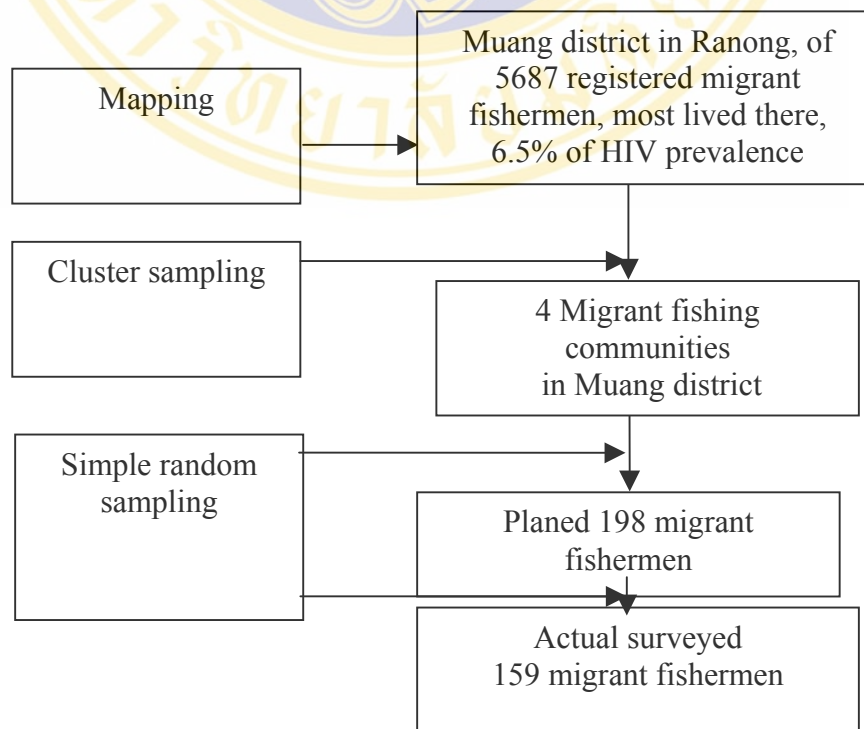 Mapping
Muang district in Ranong, of
5687 registered migrant
fishermen, most lived there,
6.5% of HIV prevalence
Cluster sampling
4 Migrant fishing
communities
in Muang district
Simple random
sampling
Planed 198 migrant
fishermen
Actual surveyed
159 migrant fishermen